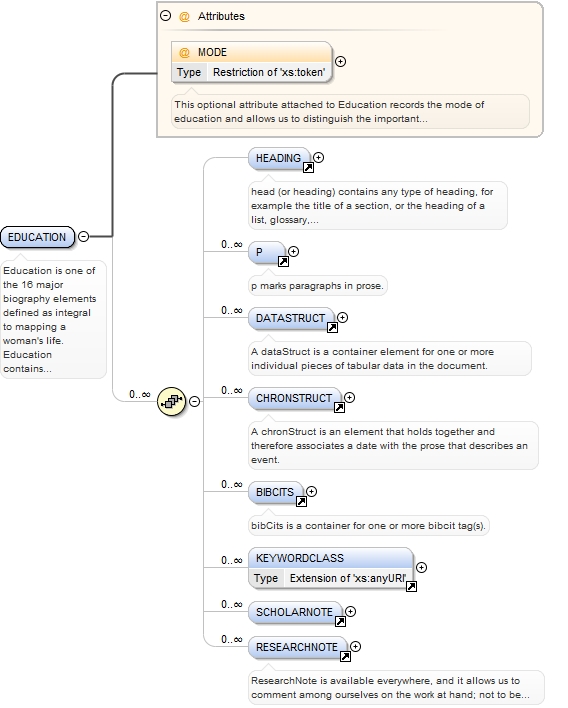 @ Attributes
@ MODE
Type Restriction of 'xs:token'
This optional attribute attached to Education records the mode of
education and allows us to distinguish the important...
EDUCATION
Education is one of
the 16 major
biography elements
defined as integral
to mapping a
woman's life.
Education
contains...
0..∞
HEADING
head (or heading) contains any type of heading, for
example the title of a section, or the heading of a
list, glossary,...
0..∞
P
p marks paragraphs in prose.
0..∞
DATASTRUCT
A dataStruct is a container element for one or more
individual pieces of tabular data in the document.
0..∞
CHRONSTRUCT
A chronStruct is an element that holds together and
therefore associates a date with the prose that describes an
event.
0..∞
BIBCITS
bibCits is a container for one or more bibcit tag(s).
0..∞
KEYWORDCLASS
Type Extension of 'xs:anyURI'
0..∞
SCHOLARNOTE
0..∞
RESEARCHNOTE
ResearchNote is available everywhere, and it allows us to
comment among ourselves on the work at hand; not to be...